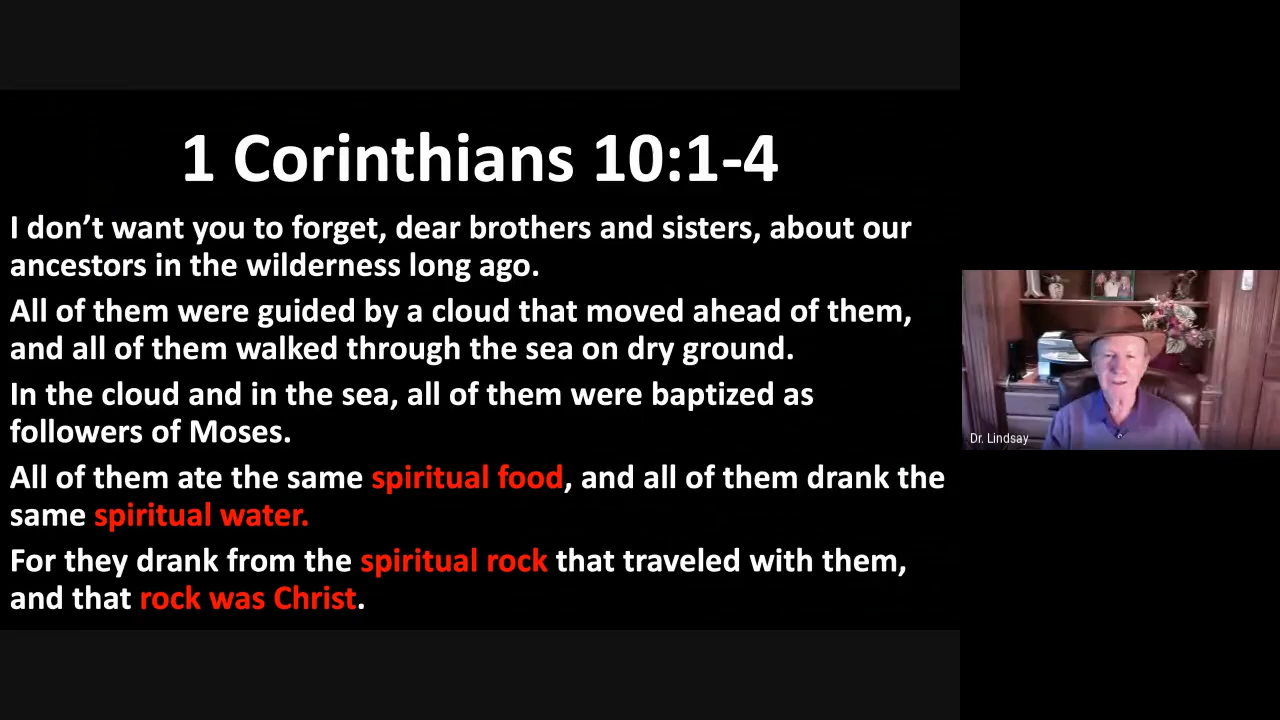 1 Corinthians 10:1-4
I don’t want you to forget, dear brothers and sisters, about our
ancestors in the wilderness long ago.
All of them were guided by a cloud that moved ahead of them,
and all of them walked through the sea on dry ground.
In the cloud and in the sea, all of them were baptized as
followers of Moses.
All of them ate the same spiritual food, and all of them drank the
same spiritual water.
For they drank from the spiritual rock that traveled with them,
and that rock was Christ.
Dr. Lindsay